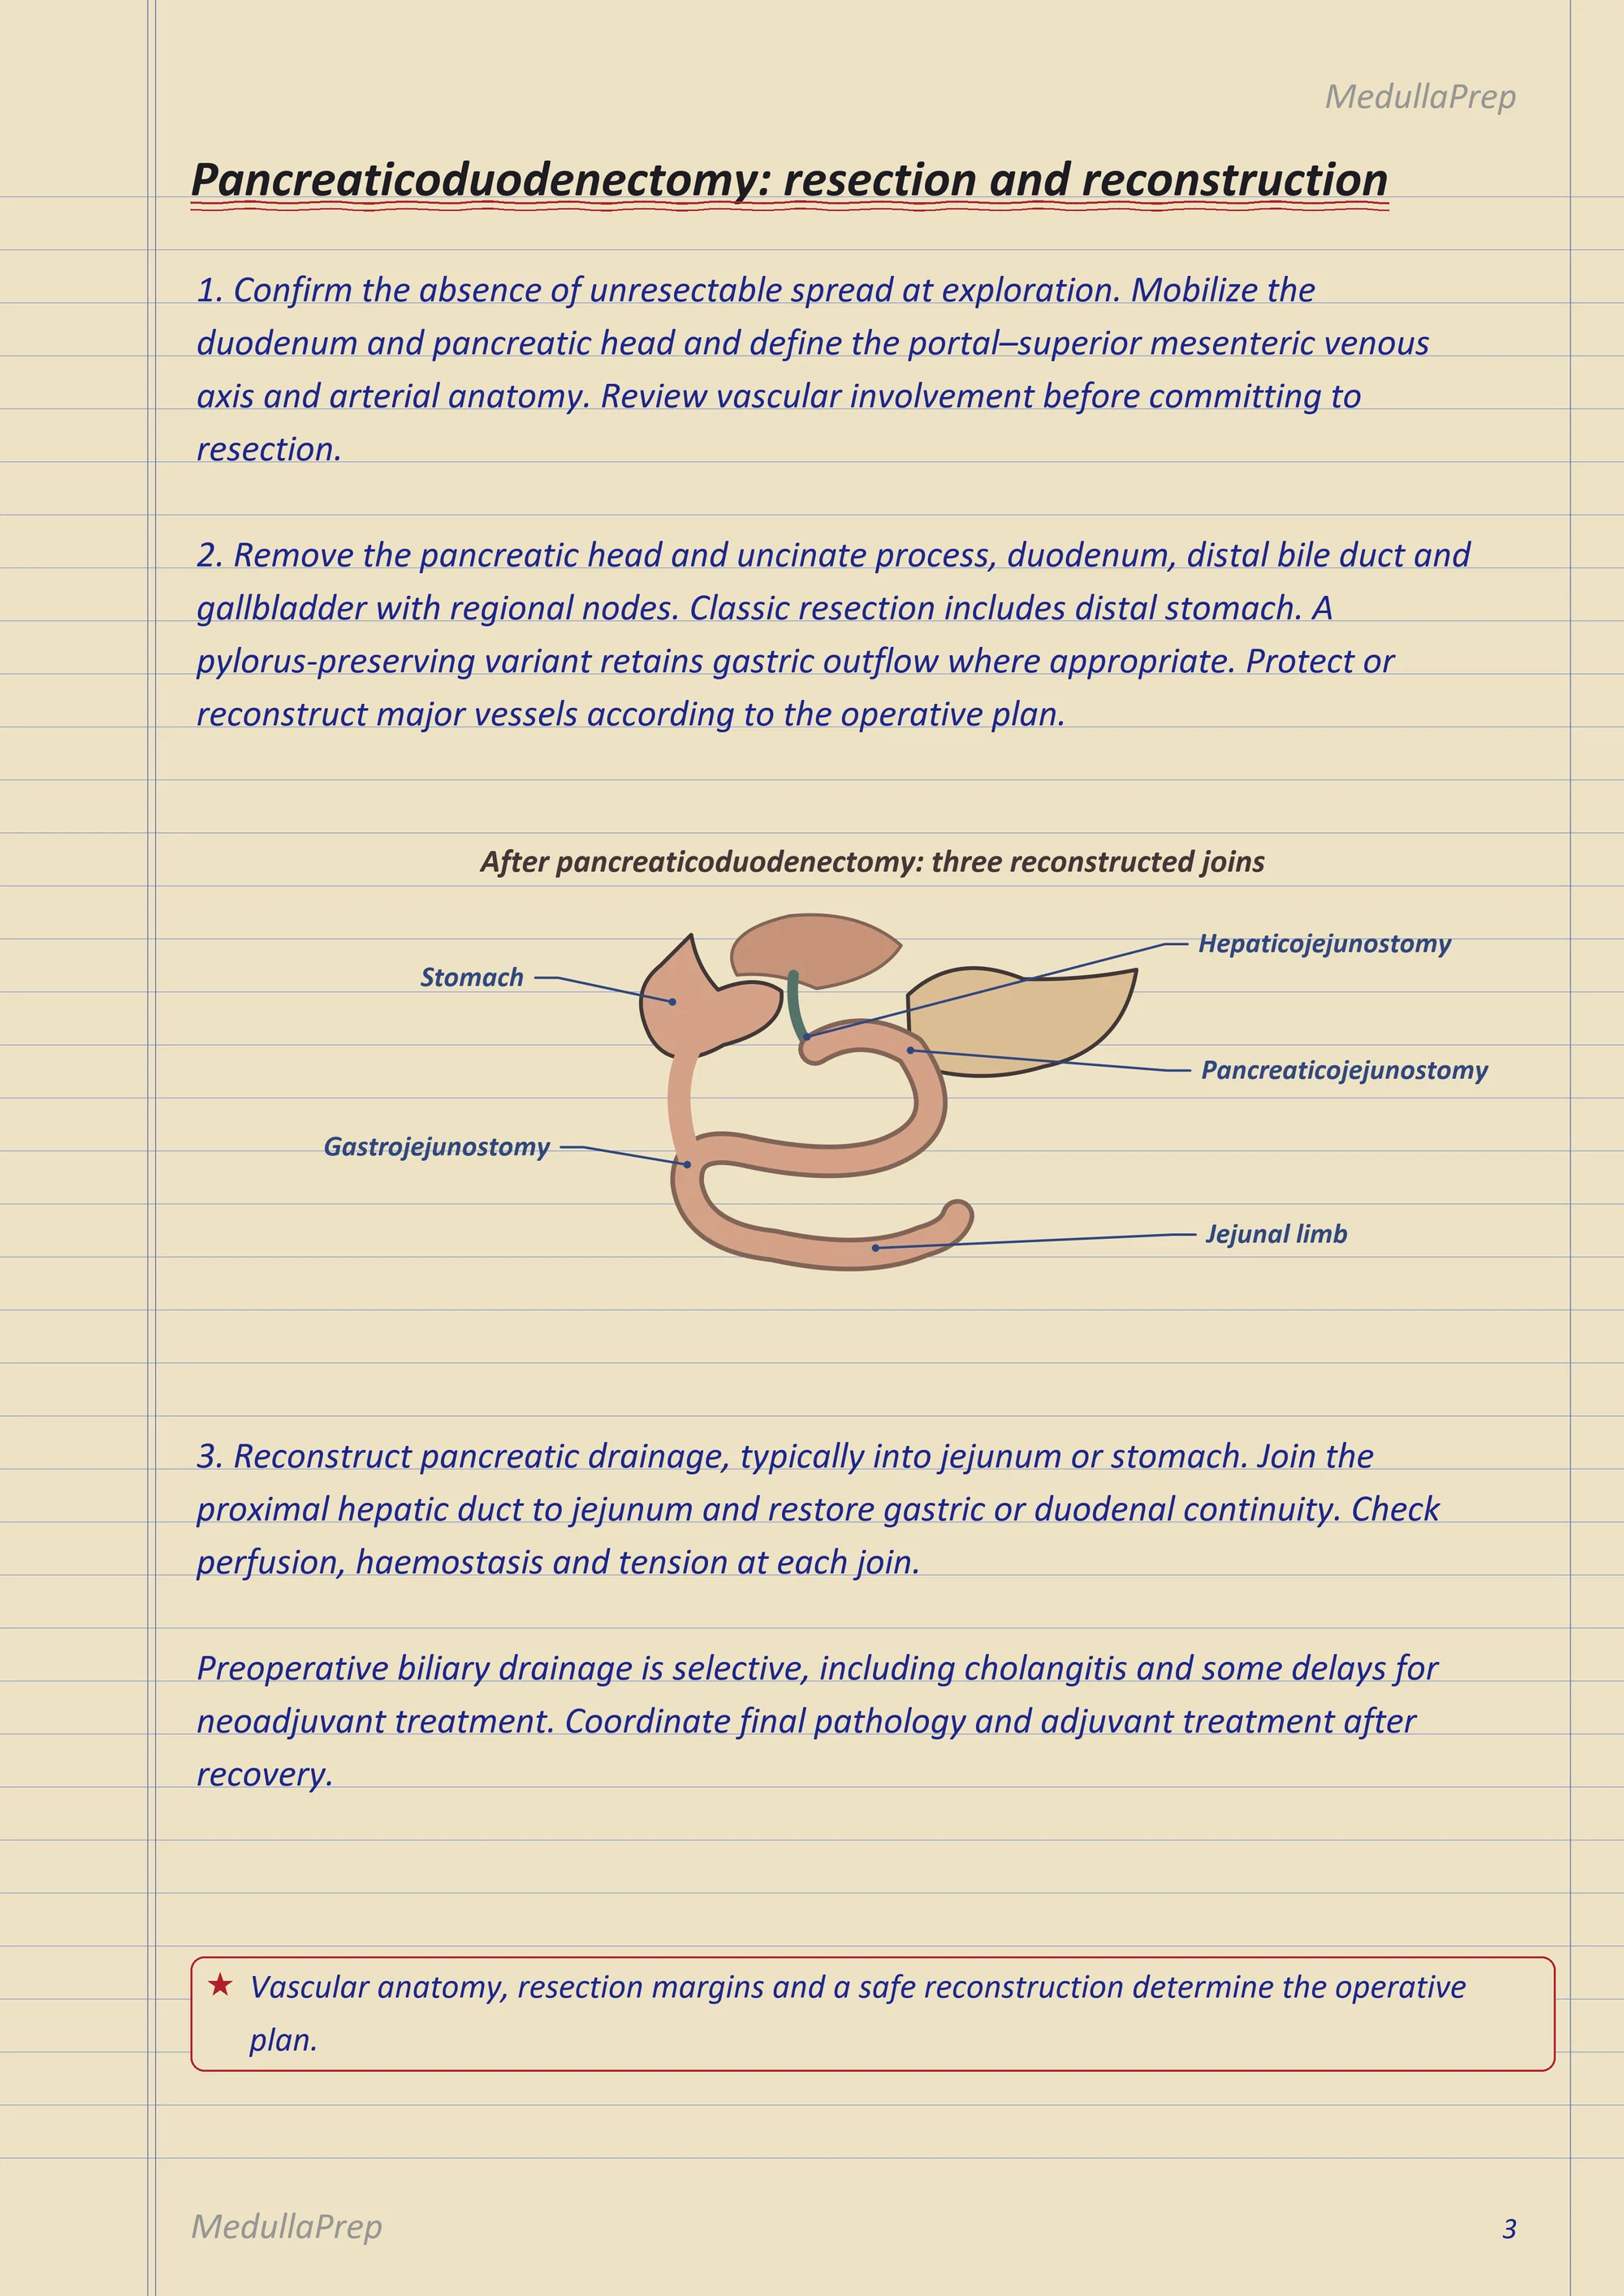 MedullaPrep
Pancreaticoduodenectomy: resection and reconstruction
1. Confirm the absence of unresectable spread at exploration. Mobilize the
duodenum and pancreatic head and define the portal–superior mesenteric venous
axis and arterial anatomy. Review vascular involvement before committing to
resection.
2. Remove the pancreatic head and uncinate process, duodenum, distal bile duct and
gallbladder with regional nodes. Classic resection includes distal stomach. A
pylorus-preserving variant retains gastric outflow where appropriate. Protect or
reconstruct major vessels according to the operative plan.
After pancreaticoduodenectomy: three reconstructed joins
Hepaticojejunostomy
Stomach
Pancreaticojejunostomy
Gastrojejunostomy
Jejunal limb
3. Reconstruct pancreatic drainage, typically into jejunum or stomach. Join the
proximal hepatic duct to jejunum and restore gastric or duodenal continuity. Check
perfusion, haemostasis and tension at each join.
Preoperative biliary drainage is selective, including cholangitis and some delays for
neoadjuvant treatment. Coordinate final pathology and adjuvant treatment after
recovery.
★ Vascular anatomy, resection margins and a safe reconstruction determine the operative
plan.
MedullaPrep
3